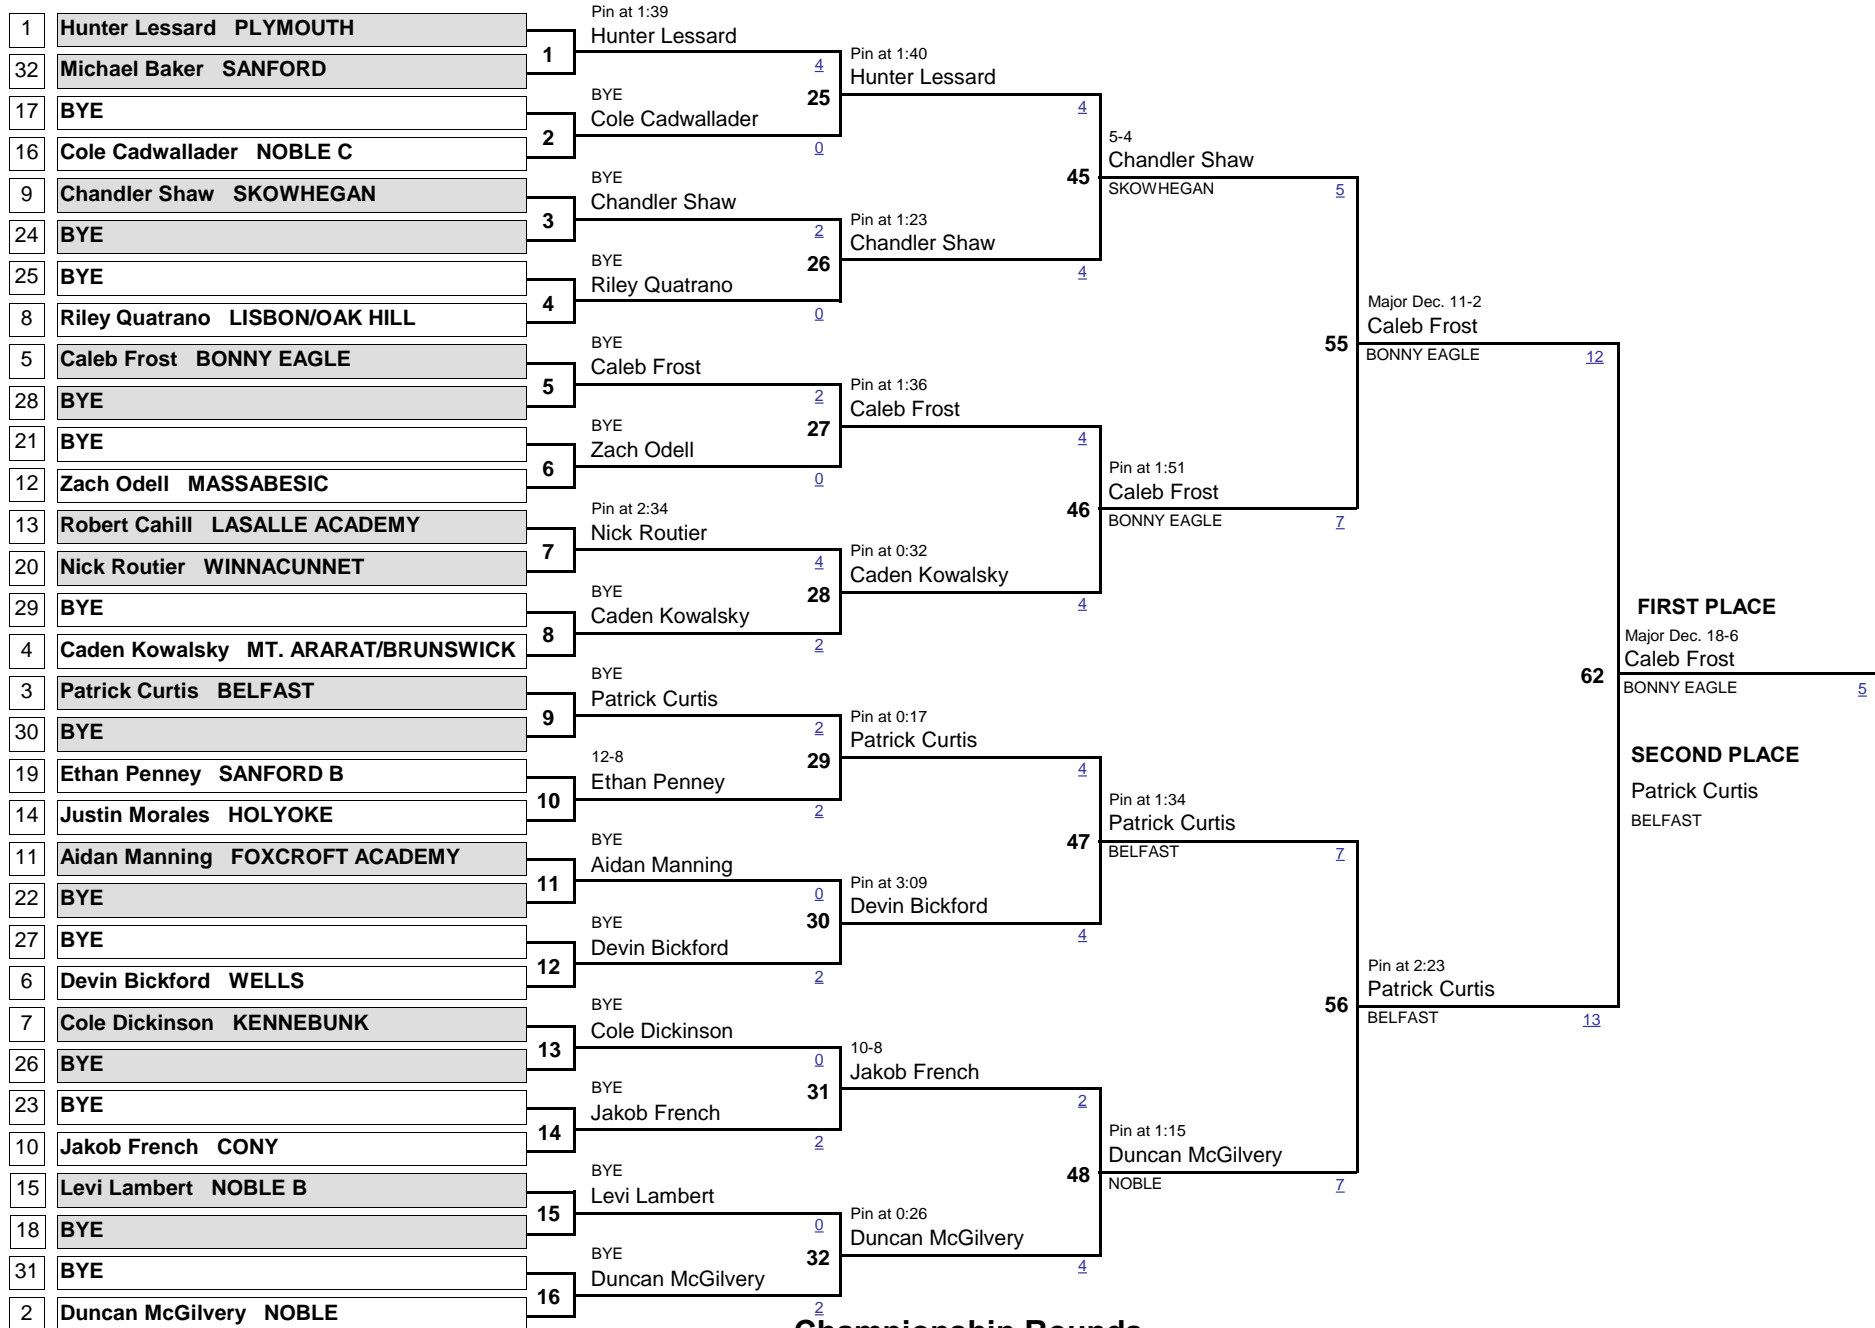 1 Hunter Lessard PLYMOUTH
32 Michael Baker SANFORD
17 BYE
16 Cole Cadwallader NOBLE C
9 Chandler Shaw SKOWHEGAN
24 BYE
25 BYE
8 Riley Quatrano LISBON/OAK HILL
5 Caleb Frost BONNY EAGLE
28 BYE
21 BYE
12 Zach Odell MASSABESIC
13 Robert Cahill LASALLE ACADEMY
20 Nick Routier WINNACUNNET
29 BYE
4 Caden Kowalsky MT. ARARAT/BRUNSWICK
3 Patrick Curtis BELFAST
30 BYE
19 Ethan Penney SANFORD B
14 Justin Morales HOLYOKE
11 Aidan Manning FOXCROFT ACADEMY
22 BYE
27 BYE
6 Devin Bickford WELLS
7 Cole Dickinson KENNEBUNK
26 BYE
23 BYE
10 Jakob French CONY
15 Levi Lambert NOBLE B
18 BYE
31 BYE
2 Duncan McGilvery NOBLE
Pin at 1:39
Hunter Lessard
1
4
BYE
Cole Cadwallader
2
0
BYE
Chandler Shaw
3
2
BYE
Riley Quatrano
4
0
BYE
Caleb Frost
5
2
BYE
Zach Odell
6
0
Pin at 2:34
Nick Routier
7
4
BYE
Caden Kowalsky
8
2
BYE
Patrick Curtis
9
2
12-8
Ethan Penney
10
2
BYE
Aidan Manning
11
0
BYE
Devin Bickford
12
2
BYE
Cole Dickinson
13
0
BYE
Jakob French
14
2
BYE
Levi Lambert
15
0
BYE
Duncan McGilvery
16
2
Pin at 1:40
25
Hunter Lessard
4
Pin at 1:23
26
Chandler Shaw
4
Pin at 1:36
27
Caleb Frost
4
Pin at 0:32
28
Caden Kowalsky
4
Pin at 0:17
29
Patrick Curtis
4
Pin at 3:09
30
Devin Bickford
4
10-8
31
Jakob French
2
Pin at 0:26
32
Duncan McGilvery
4
5-4
Chandler Shaw
45
SKOWHEGAN
5
Pin at 1:51
Caleb Frost
46
BONNY EAGLE
7
Pin at 1:34
Patrick Curtis
47
BELFAST
7
Pin at 1:15
Duncan McGilvery
48
NOBLE
7
Major Dec. 11-2
Caleb Frost
55
BONNY EAGLE
12
Pin at 2:23
Patrick Curtis
56
BELFAST
13
FIRST PLACE
Major Dec. 18-6
Caleb Frost
62
BONNY EAGLE
5
SECOND PLACE
Patrick Curtis
BELFAST
Championship Rounds